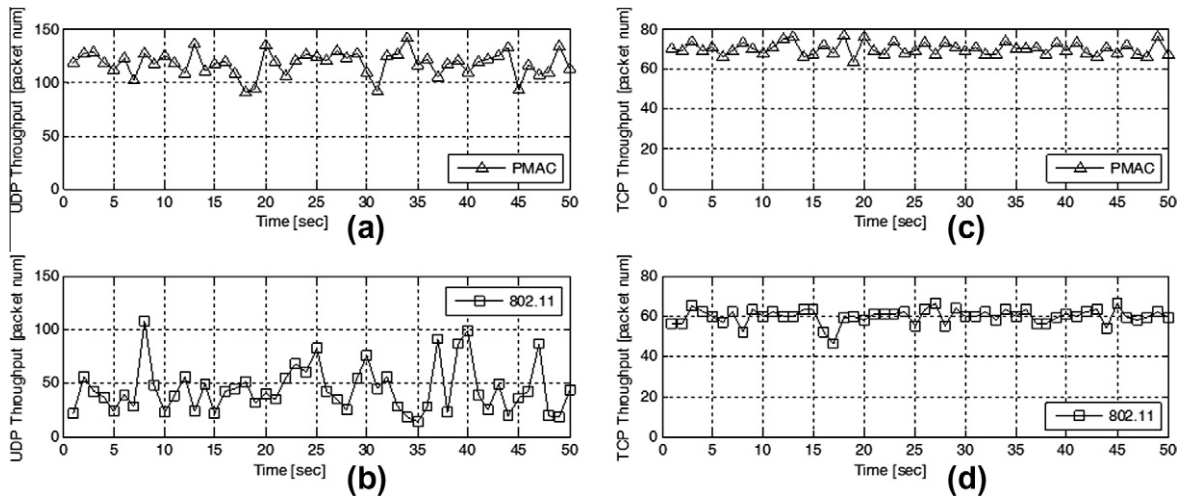 UDP Throughput [packet num]
150
100
50
0
PMAC
0 5 10 15 20 25 30 35 40 45 50
Time [sec]
(a)
TCP Throughput [packet num]
80
60
40
20
0
PMAC
0 5 10 15 20 25 30 35 40 45 50
Time [sec]
(c)
UDP Throughput [packet num]
150
100
50
0
802.11
0 5 10 15 20 25 30 35 40 45 50
Time [sec]
(b)
TCP Throughput [packet num]
80
60
40
20
0
802.11
0 5 10 15 20 25 30 35 40 45 50
Time [sec]
(d)